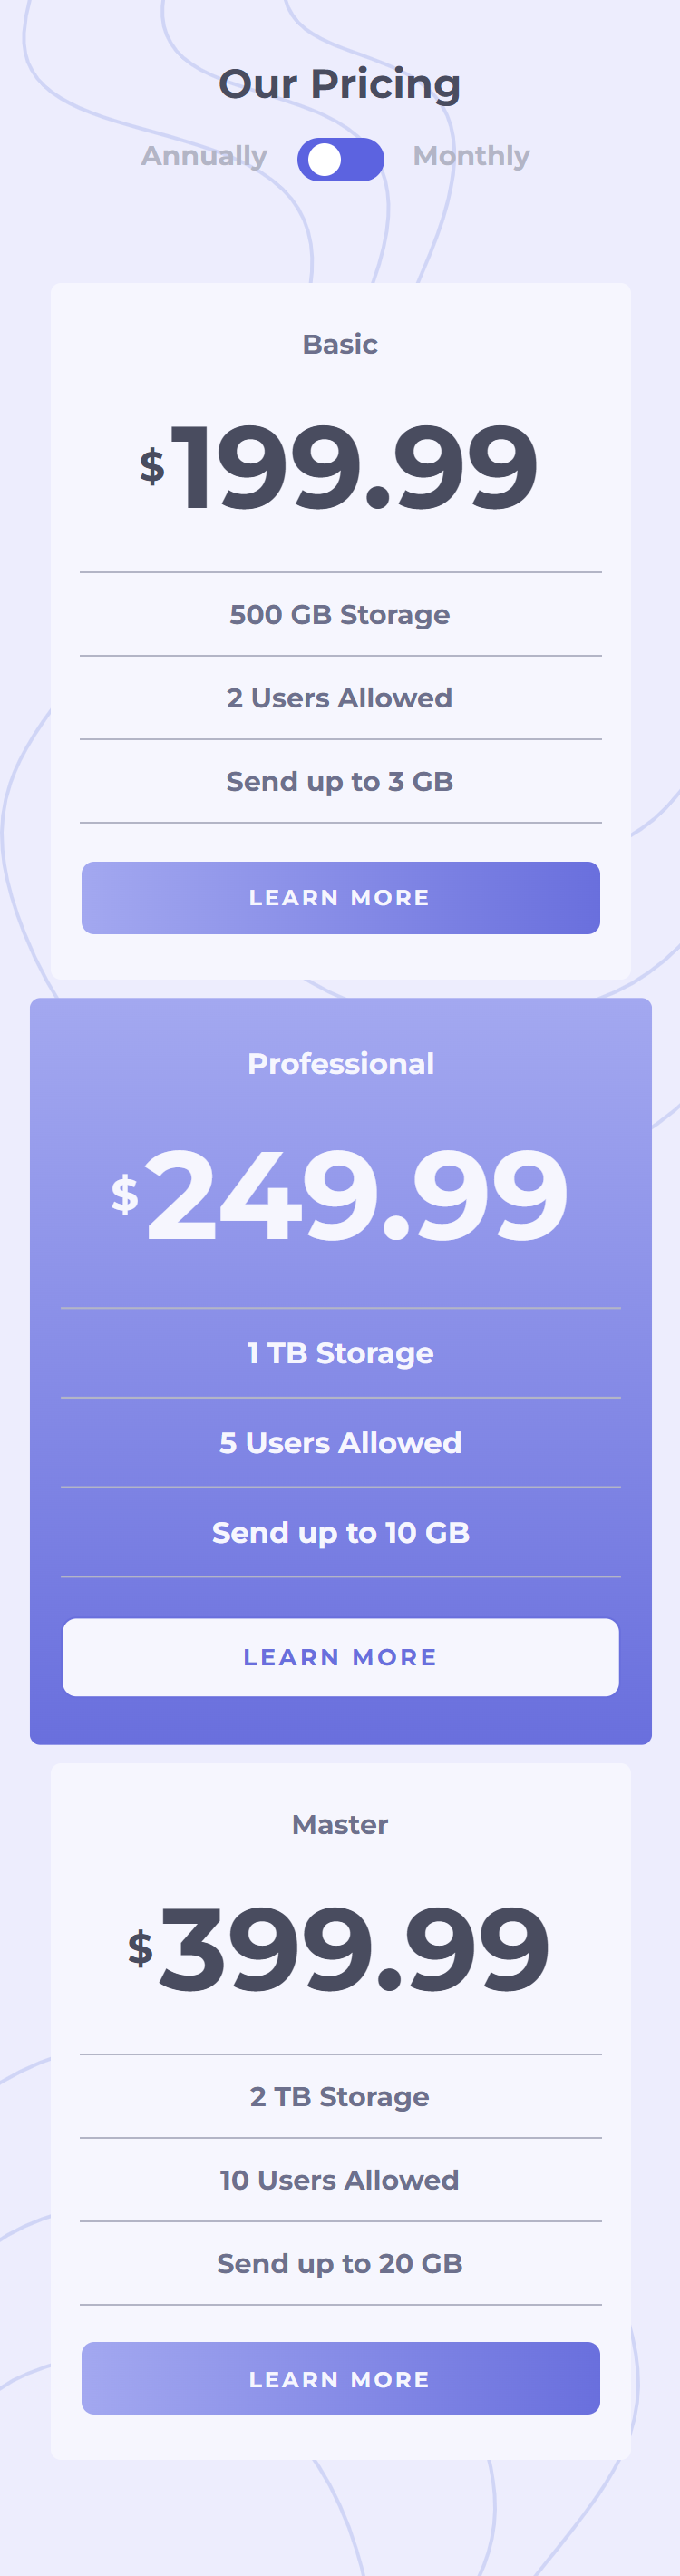 Our Pricing
Annually Monthly
Basic
$199.99
500 GB Storage
2 Users Allowed
Send up to 3 GB
LEARN MORE
Professional
$249.99
1 TB Storage
5 Users Allowed
Send up to 10 GB
LEARN MORE
Master
$399.99
2 TB Storage
10 Users Allowed
Send up to 20 GB
LEARN MORE